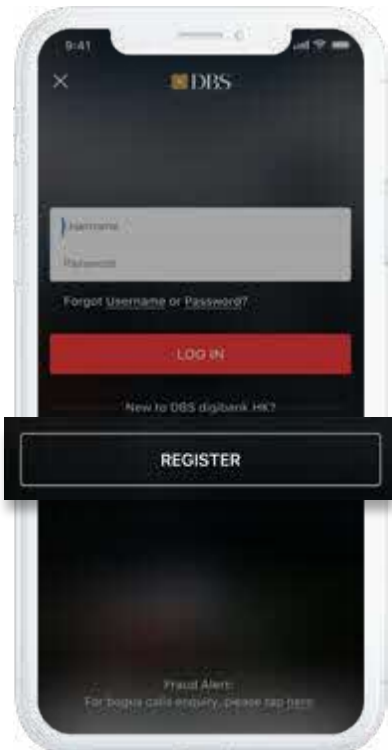 9:41
DBS
Username
Password
Forgot Username or Password?
LOG IN
New to DBS digibank HK?
REGISTER
Fraud Alert:
For bogus calls enquiry, please tap here